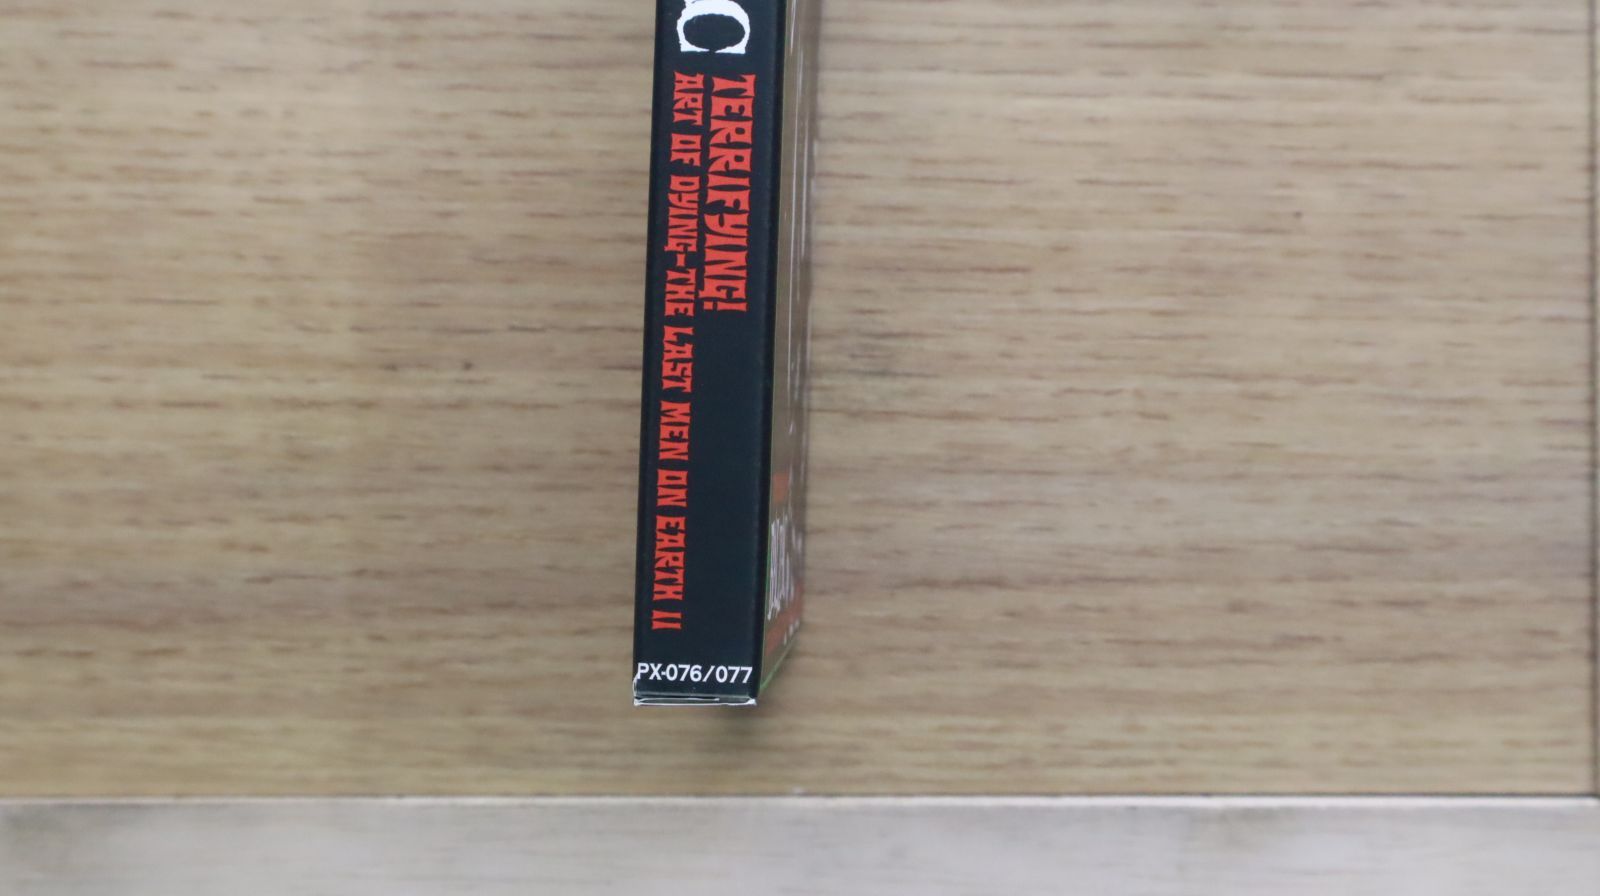 C
TERRIFYING!
ART OF DYING-THE LAST MEN ON EARTH II
PX-076/077